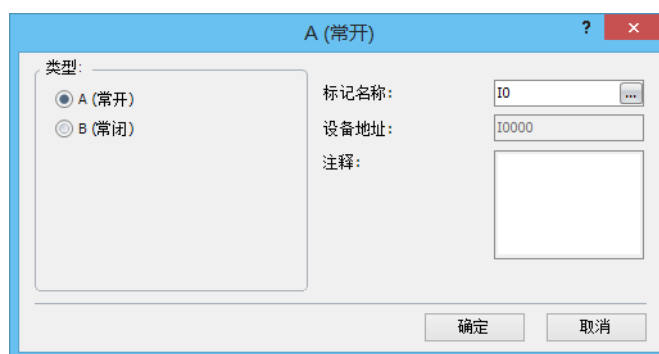 A (常开)
?
类型:
A (常开)
B (常闭)
标记名称:
I0
...
设备地址:
I0000
注释:
确定
取消